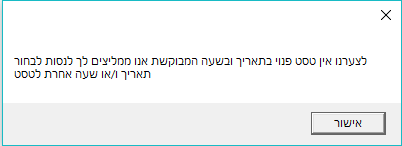 לצערנו אין טסט פנוי בתאריך ובשעה המבוקשת אנו ממליצים לך לנסות לבחור
תאריך ו/או שעה אחרת לטסט
אישור